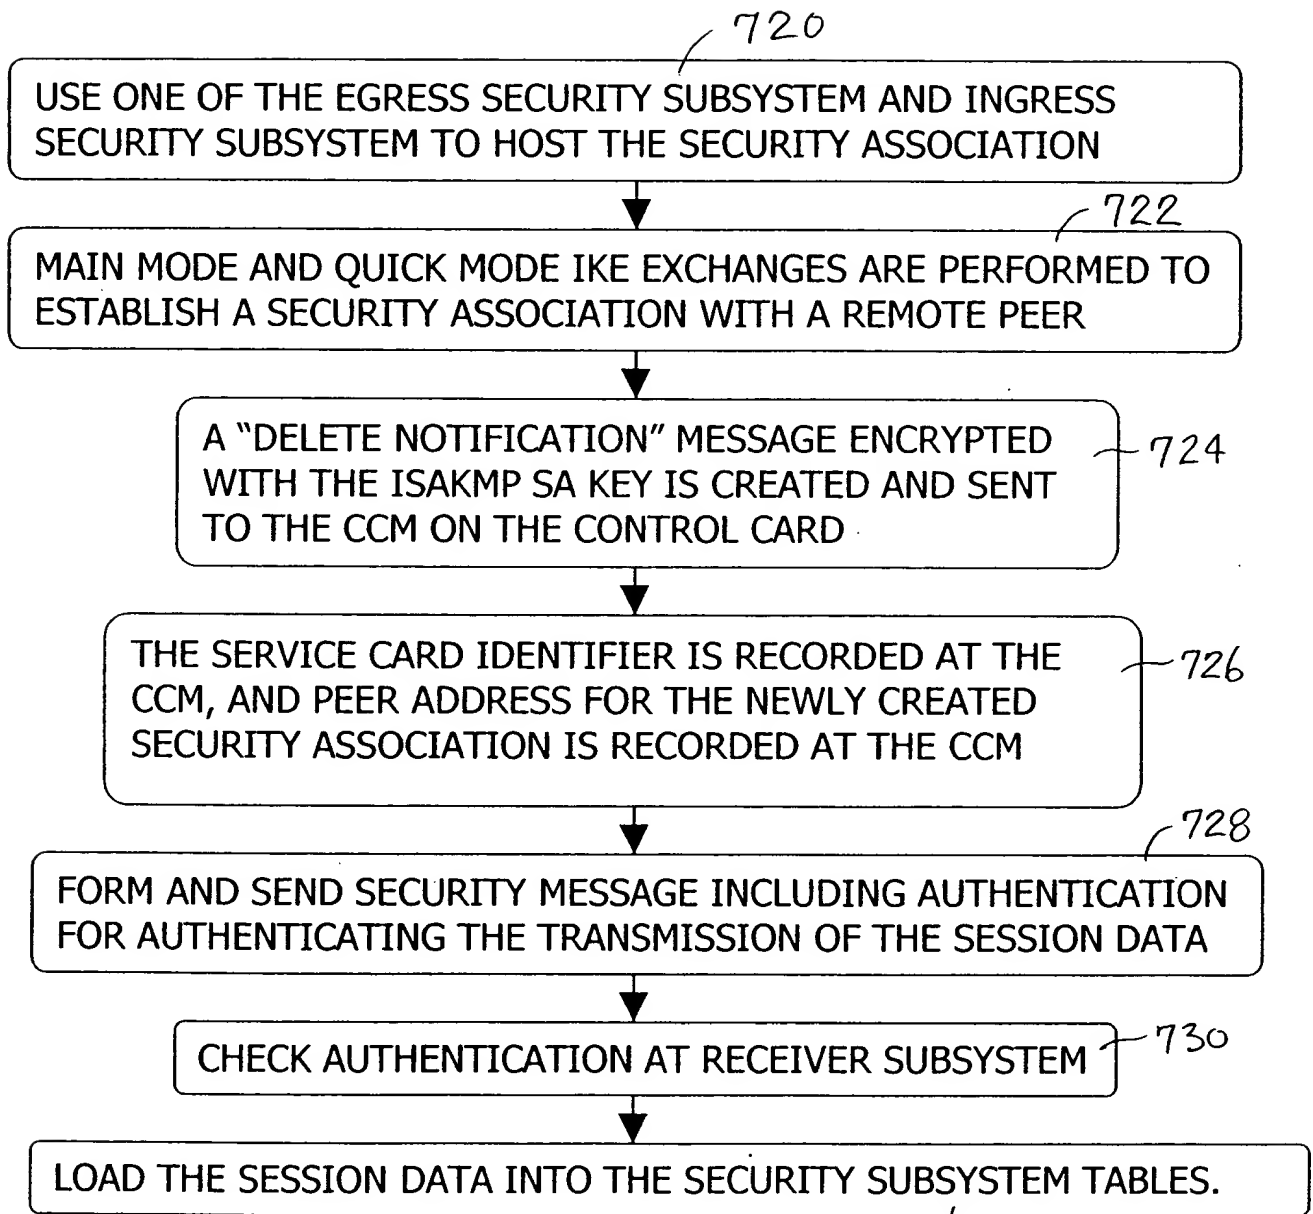 720
USE ONE OF THE EGRESS SECURITY SUBSYSTEM AND INGRESS
SECURITY SUBSYSTEM TO HOST THE SECURITY ASSOCIATION
722
MAIN MODE AND QUICK MODE IKE EXCHANGES ARE PERFORMED TO
ESTABLISH A SECURITY ASSOCIATION WITH A REMOTE PEER
A “DELETE NOTIFICATION” MESSAGE ENCRYPTED
724
WITH THE ISAKMP SA KEY IS CREATED AND SENT
TO THE CCM ON THE CONTROL CARD
THE SERVICE CARD IDENTIFIER IS RECORDED AT THE
726
CCM, AND PEER ADDRESS FOR THE NEWLY CREATED
SECURITY ASSOCIATION IS RECORDED AT THE CCM
728
FORM AND SEND SECURITY MESSAGE INCLUDING AUTHENTICATION
FOR AUTHENTICATING THE TRANSMISSION OF THE SESSION DATA
730
CHECK AUTHENTICATION AT RECEIVER SUBSYSTEM
LOAD THE SESSION DATA INTO THE SECURITY SUBSYSTEM TABLES.